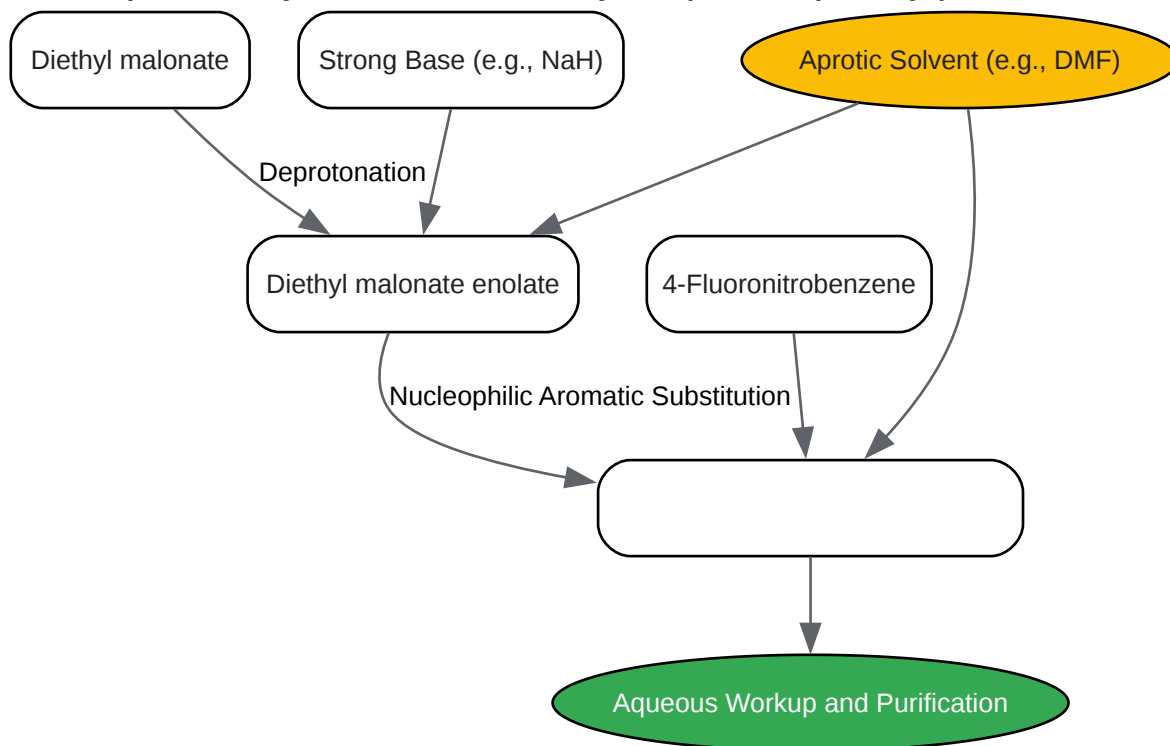 Diethyl malonate
Strong Base (e.g., NaH)
Aprotic Solvent (e.g., DMF)
Deprotonation
Diethyl malonate enolate
4-Fluoronitrobenzene
Nucleophilic Aromatic Substitution
Aqueous Workup and Purification